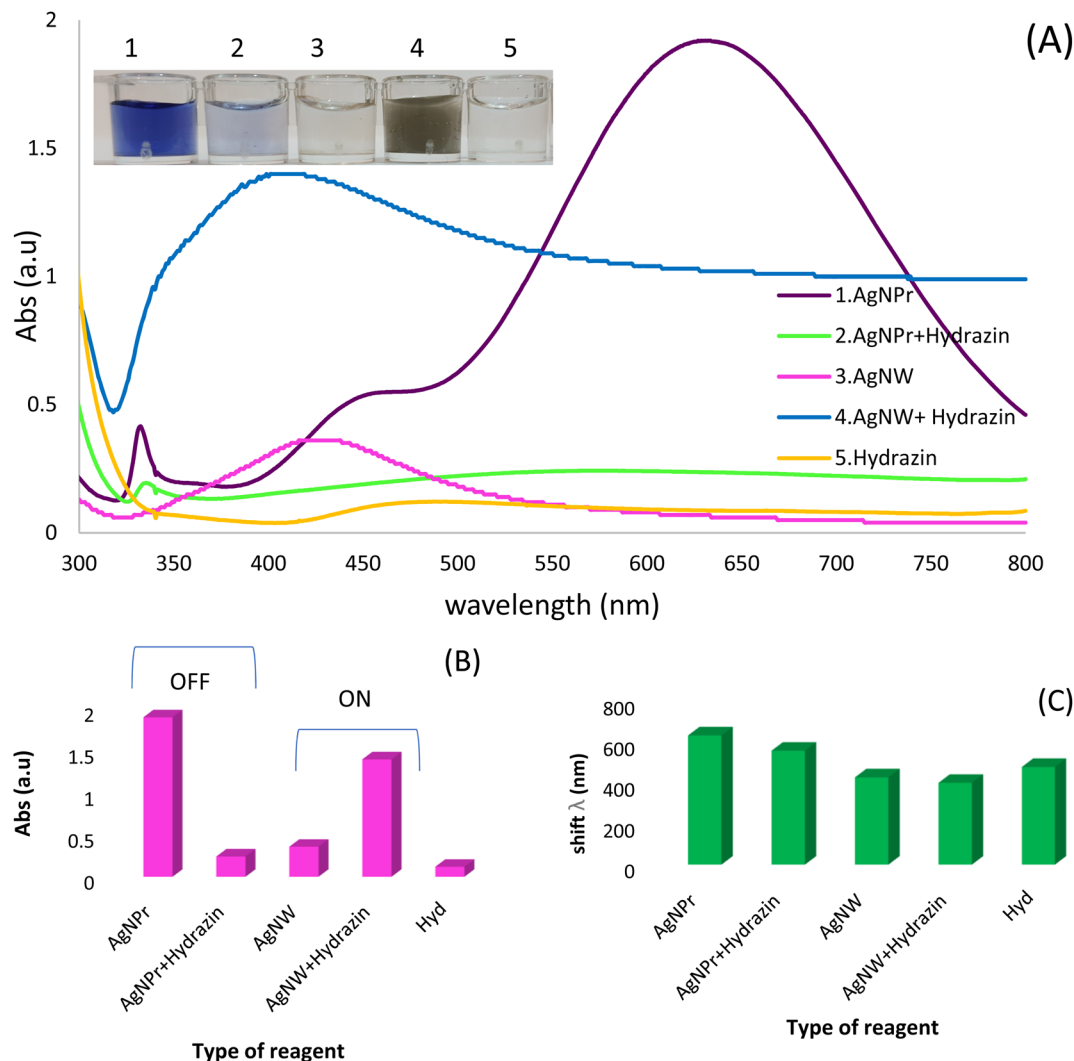 (A)
1 2 3 4 5
2
1.5
1
0.5
0
Abs (a.u)
300 350 400 450 500 550 600 650 700 750 800
wavelength (nm)
1.AgNPr
2.AgNPr+Hydrazin
3.AgNW
4.AgNW+ Hydrazin
5.Hydrazin
(B)
OFF
ON
2
1.5
1
0.5
0
Abs (a.u)
AgNPr
AgNPr+Hydrazin
AgNW
AgNW+Hydrazin
Hyd
Type of reagent
(C)
800
600
400
200
0
shift λ (nm)
AgNPr
AgNPr+Hydrazin
AgNW
AgNW+Hydrazin
Hyd
Type of reagent